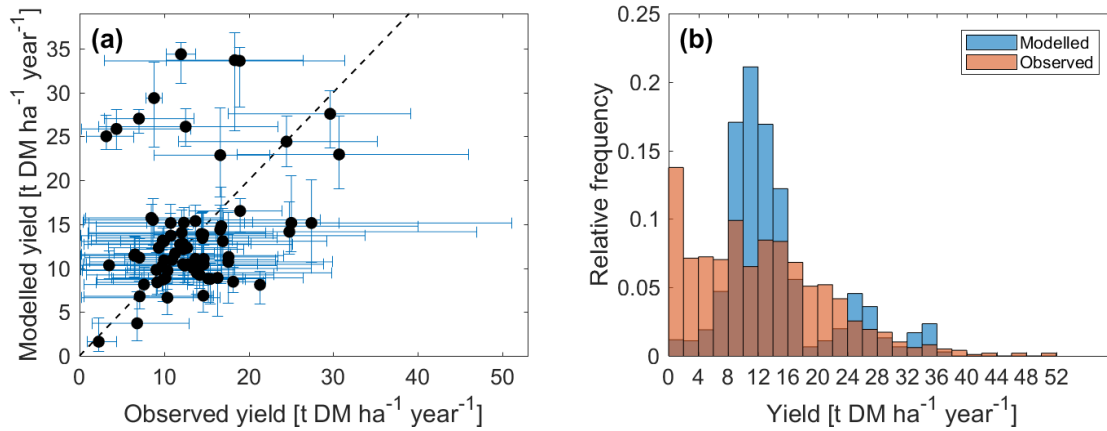 (a)
Modelled yield [t DM ha⁻¹ year⁻¹]
35
30
25
20
15
10
5
0
0 10 20 30 40 50
Observed yield [t DM ha⁻¹ year⁻¹]
(b)
Modelled
Observed
Relative frequency
0.25
0.2
0.15
0.1
0.05
0
0 4 8 12 16 20 24 28 32 36 40 44 48 52
Yield [t DM ha⁻¹ year⁻¹]